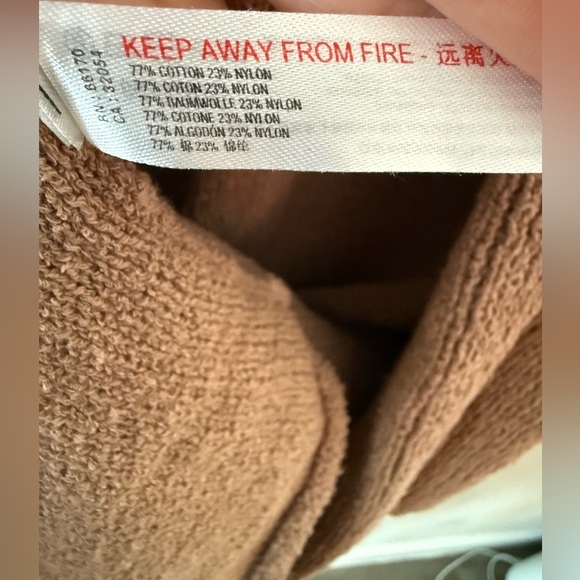 KEEP AWAY FROM FIRE - 远离火
77% COTTON 23% NYLON
77% COTON 23% NYLON
77% BAUMWOLLE 23% NYLON
77% COTONE 23% NYLON
77% ALGODÓN 23% NYLON
77% 棉 23% 锦纶
RN: 66170
CA: 32054